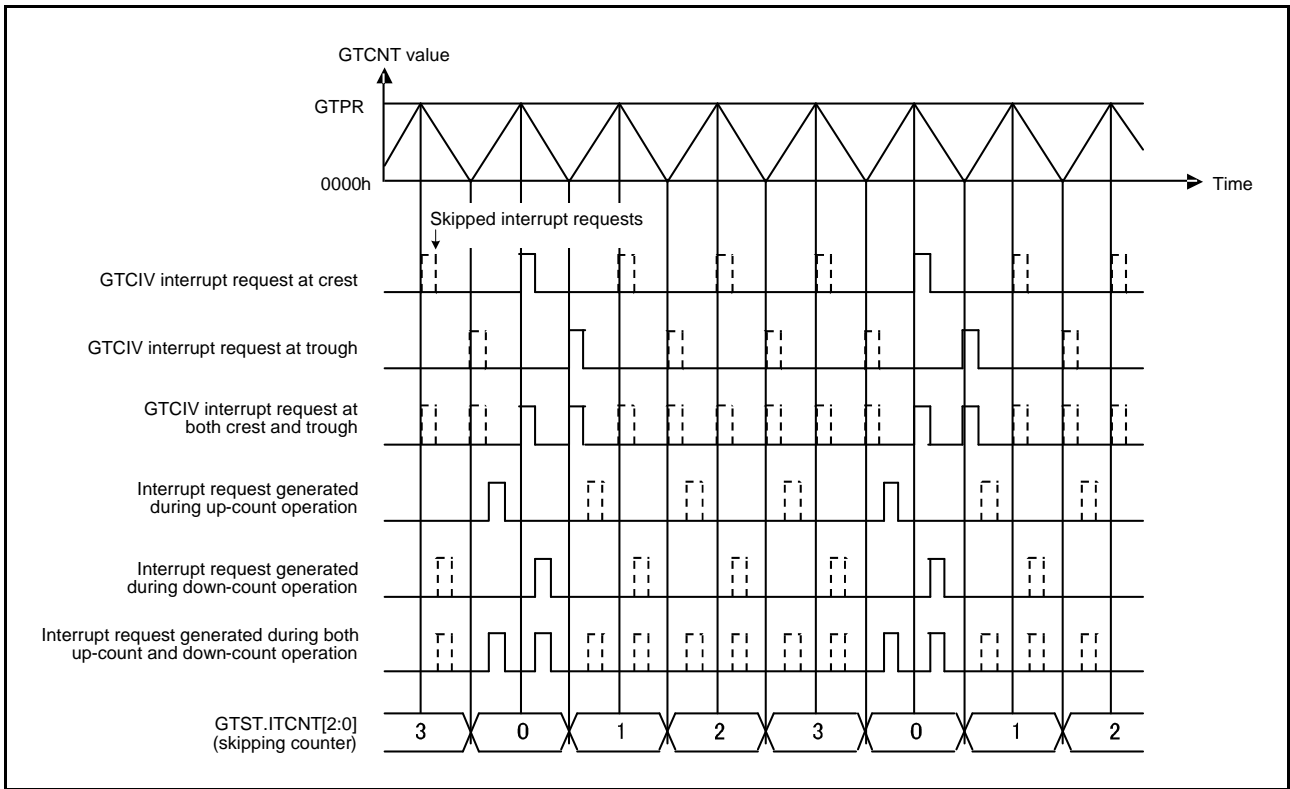 GTCNT value
GTPR
0000h
Time
Skipped interrupt requests
GTCIV interrupt request at crest
GTCIV interrupt request at trough
GTCIV interrupt request at
both crest and trough
Interrupt request generated
during up-count operation
Interrupt request generated
during down-count operation
Interrupt request generated during both
up-count and down-count operation
GTST.ITCNT[2:0]
(skipping counter)
3 0 1 2 3 0 1 2